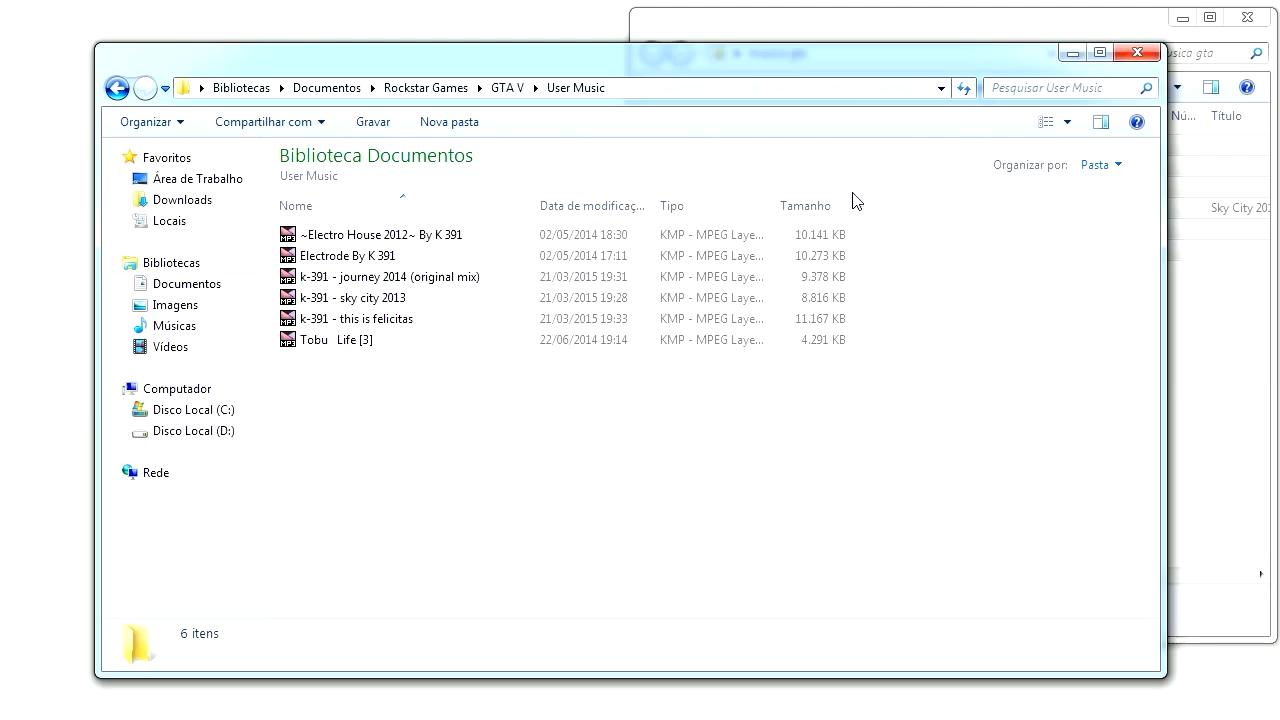 usica gta
Bibliotecas Documentos Rockstar Games GTA V User Music
Pesquisar User Music
Organizar Compartilhar com Gravar Nova pasta
Nú... Título
Favoritos
Área de Trabalho
Downloads
Locais
Bibliotecas
Documentos
Imagens
Músicas
Vídeos
Computador
Disco Local (C:)
Disco Local (D:)
Rede
Biblioteca Documentos
User Music
Organizar por: Pasta
Nome Data de modificaç... Tipo Tamanho
~Electro House 2012~ By K 391 02/05/2014 18:30 KMP - MPEG Laye... 10.141 KB
Electrode By K 391 02/05/2014 17:11 KMP - MPEG Laye... 10.273 KB
k-391 - journey 2014 (original mix) 21/03/2015 19:31 KMP - MPEG Laye... 9.378 KB
k-391 - sky city 2013 21/03/2015 19:28 KMP - MPEG Laye... 8.816 KB
k-391 - this is felicitas 21/03/2015 19:33 KMP - MPEG Laye... 11.167 KB
Tobu Life [3] 22/06/2014 19:14 KMP - MPEG Laye... 4.291 KB
Sky City 201
6 itens